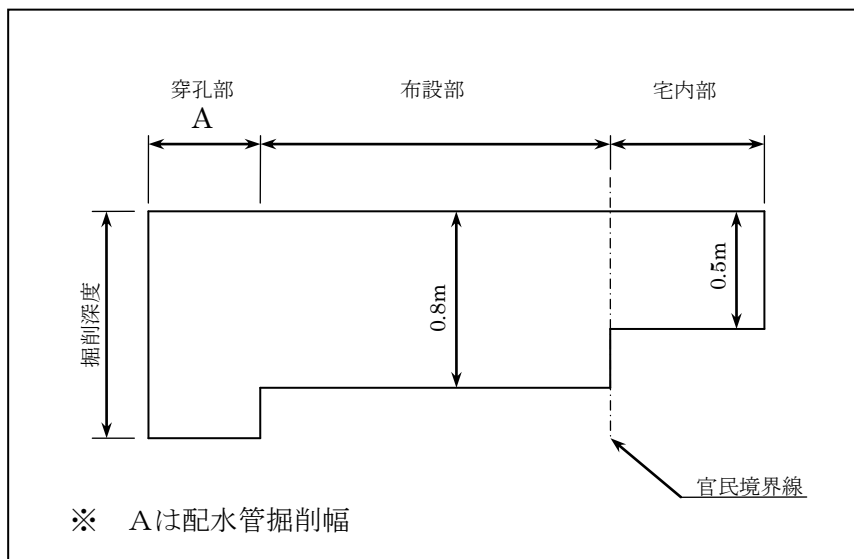 穿孔部
布設部
宅内部
A
掘削深度
0.8m
0.5m
官民境界線
※ Aは配水管掘削幅